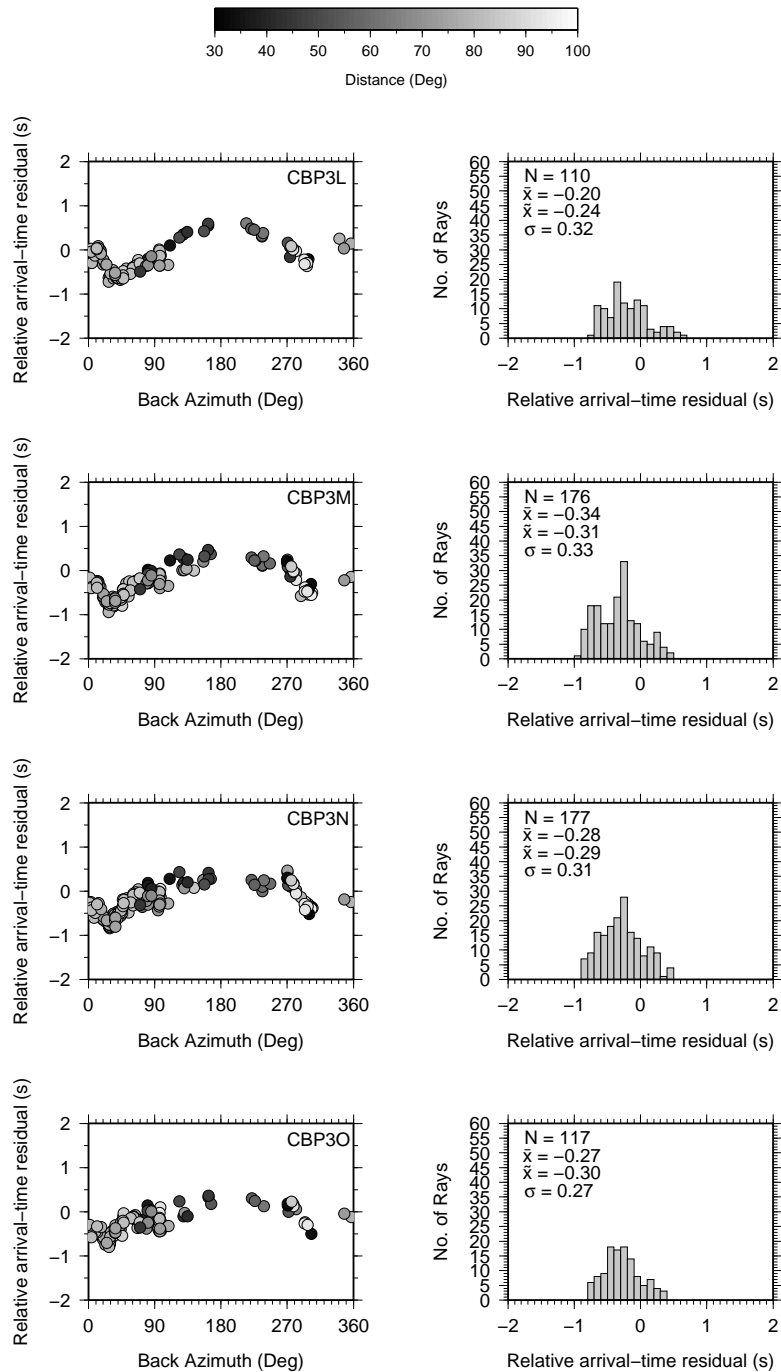 30 40 50 60 70 80 90 100
Distance (Deg)
Relative arrival−time residual (s)
2
1
0
−1
−2
0 90 180 270 360
Back Azimuth (Deg)
CBP3L
No. of Rays
60
55
50
45
40
35
30
25
20
15
10
5
0
−2 −1 0 1 2
Relative arrival−time residual (s)
N = 110
x̄ = −0.20
x̃ = −0.24
σ = 0.32
Relative arrival−time residual (s)
2
1
0
−1
−2
0 90 180 270 360
Back Azimuth (Deg)
CBP3M
No. of Rays
60
55
50
45
40
35
30
25
20
15
10
5
0
−2 −1 0 1 2
Relative arrival−time residual (s)
N = 176
x̄ = −0.34
x̃ = −0.31
σ = 0.33
Relative arrival−time residual (s)
2
1
0
−1
−2
0 90 180 270 360
Back Azimuth (Deg)
CBP3N
No. of Rays
60
55
50
45
40
35
30
25
20
15
10
5
0
−2 −1 0 1 2
Relative arrival−time residual (s)
N = 177
x̄ = −0.28
x̃ = −0.29
σ = 0.31
Relative arrival−time residual (s)
2
1
0
−1
−2
0 90 180 270 360
Back Azimuth (Deg)
CBP3O
No. of Rays
60
55
50
45
40
35
30
25
20
15
10
5
0
−2 −1 0 1 2
Relative arrival−time residual (s)
N = 117
x̄ = −0.27
x̃ = −0.30
σ = 0.27